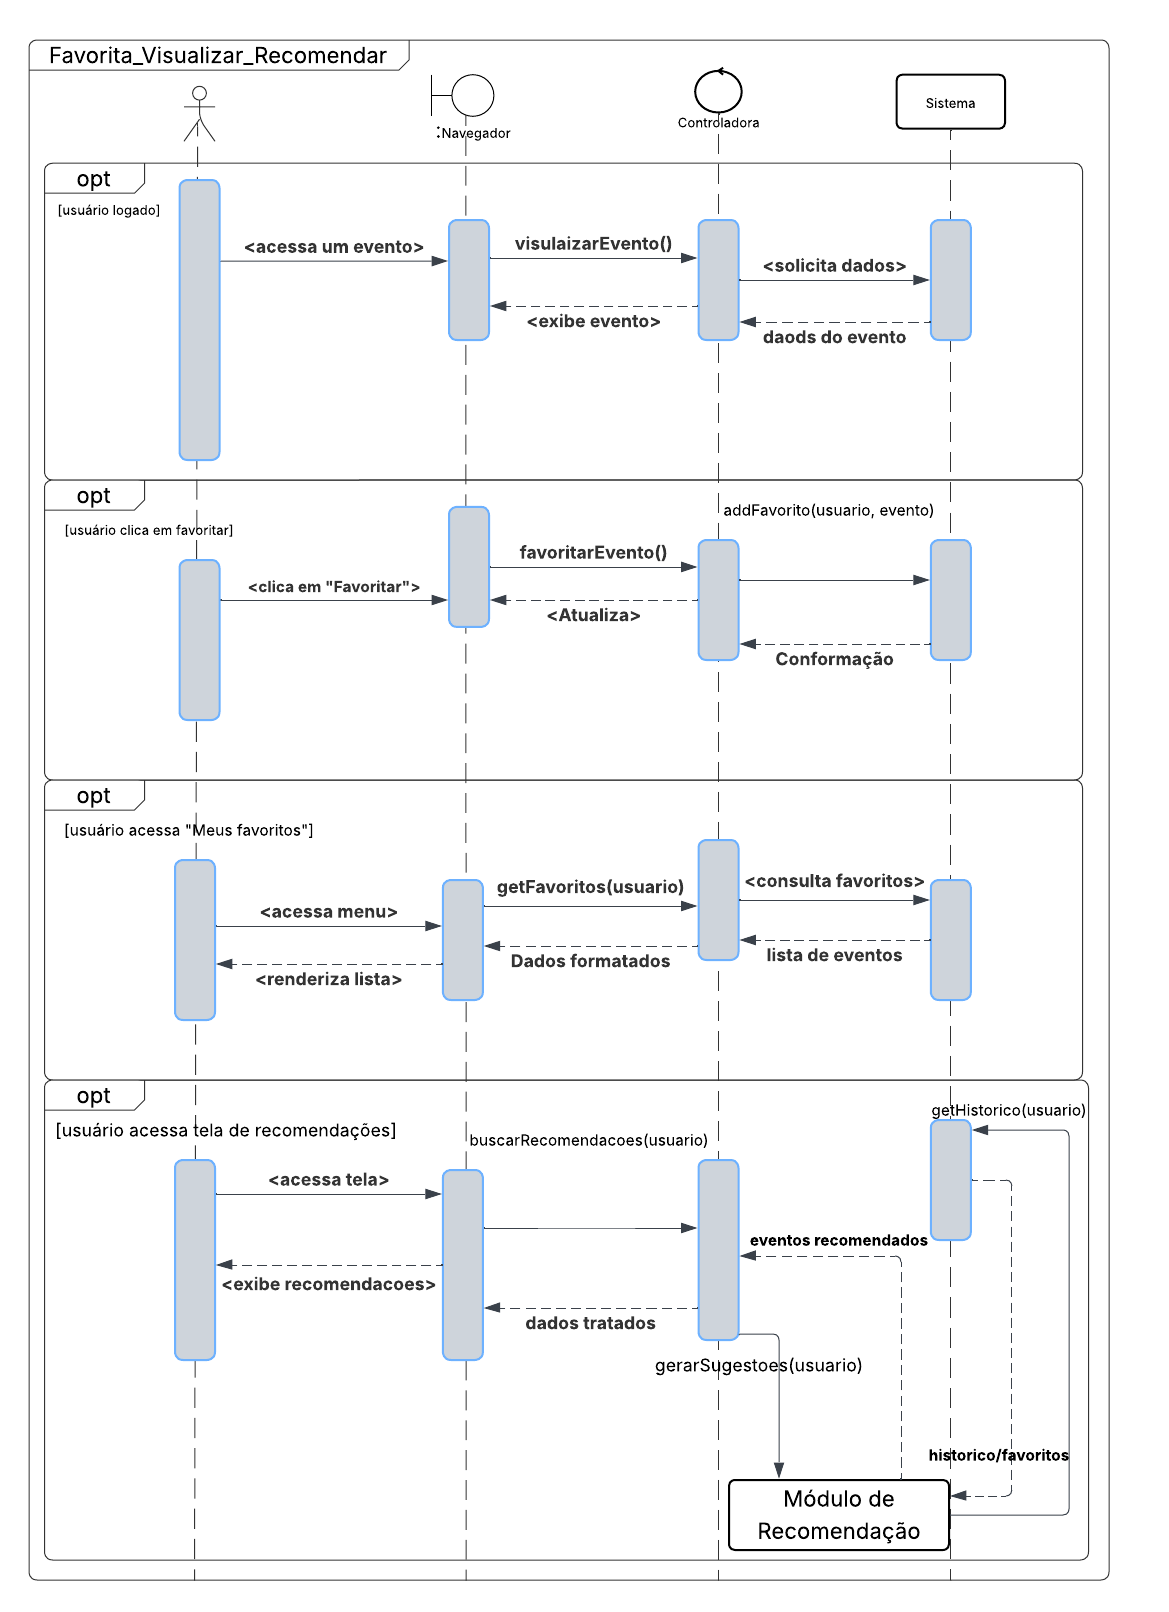 Favorita_Visualizar_Recomendar
:Navegador
Controladora
Sistema
opt
[usuário logado]
<acessa um evento>
visulaizarEvento()
<solicita dados>
<exibe evento>
daods do evento
opt
[usuário clica em favoritar]
addFavorito(usuario, evento)
favoritarEvento()
<clica em "Favoritar">
<Atualiza>
Conformação
opt
[usuário acessa "Meus favoritos"]
getFavoritos(usuario)
<consulta favoritos>
<acessa menu>
Dados formatados
lista de eventos
<renderiza lista>
opt
[usuário acessa tela de recomendações]
getHistorico(usuario)
buscarRecomendacoes(usuario)
<acessa tela>
eventos recomendados
<exibe recomendacoes>
dados tratados
gerarSugestoes(usuario)
historico/favoritos
Módulo de
Recomendação